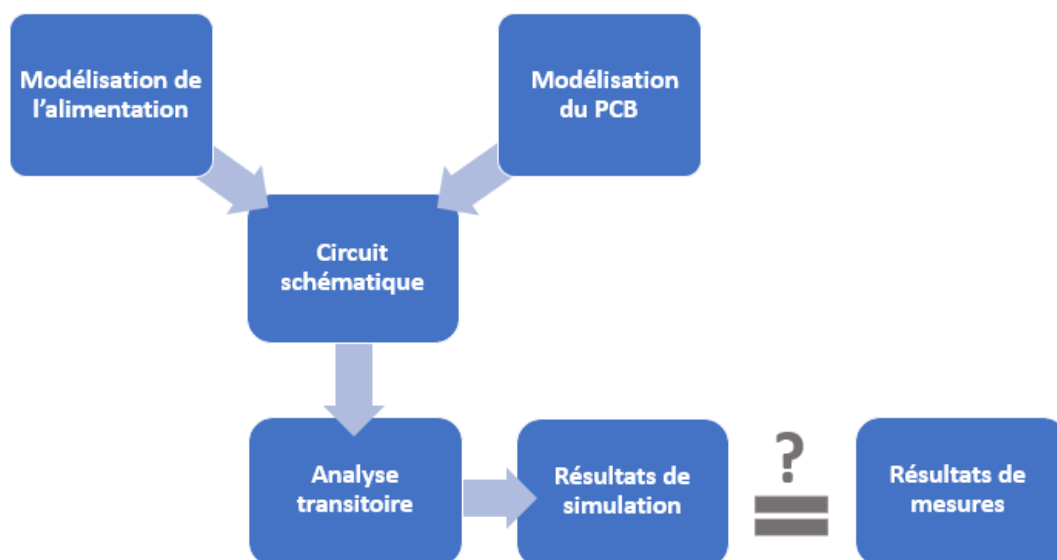 Modélisation de
l'alimentation
Modélisation
du PCB
Circuit
schématique
Analyse
transitoire
Résultats de
simulation
?
=
Résultats de
mesures